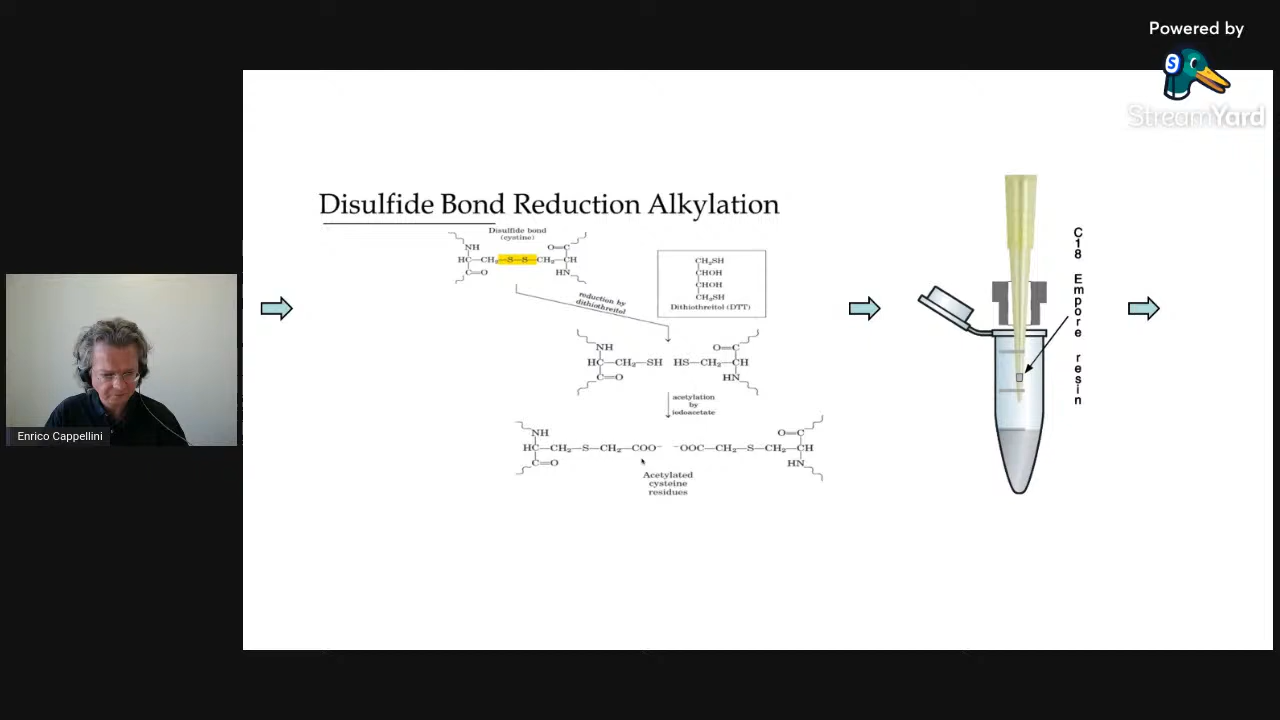 Powered by
S
StreamYard
Disulfide Bond Reduction Alkylation
Disulfide bond
(cystine)
NH
O=C
HC—CH₂—S—S—CH₂—CH
C=O
HN
CH₂SH
CHOH
CHOH
CH₂SH
Dithiothreitol (DTT)
reduction by
dithiothreitol
NH
O=C
HC—CH₂—SH HS—CH₂—CH
C=O
HN
acetylation
by
iodoacetate
NH
O=C
HC—CH₂—S—CH₂—COO⁻ ⁻OOC—CH₂—S—CH₂—CH
C=O
HN
Acetylated
cysteine
residues
C18 Empore resin
Enrico Cappellini